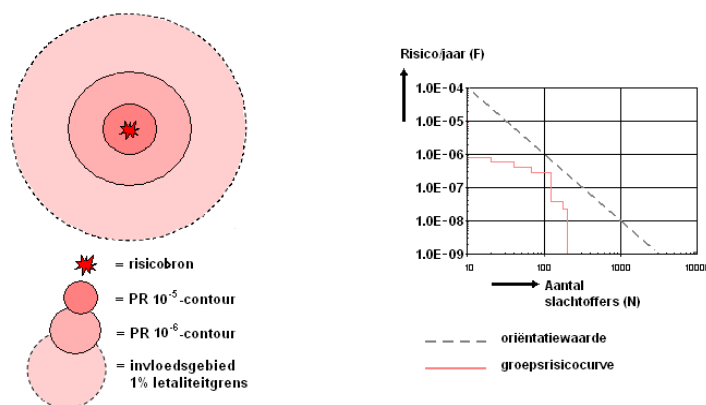 = risicobron
= PR 10⁻⁵-contour
= PR 10⁻⁶-contour
= invloedsgebied
1% letaliteitgrens
Risico/jaar (F)
1.0E-04
1.0E-05
1.0E-06
1.0E-07
1.0E-08
1.0E-09
10
100
1000
1000
Aantal
slachtoffers (N)
oriëntatiewaarde
groepsrisicocurve